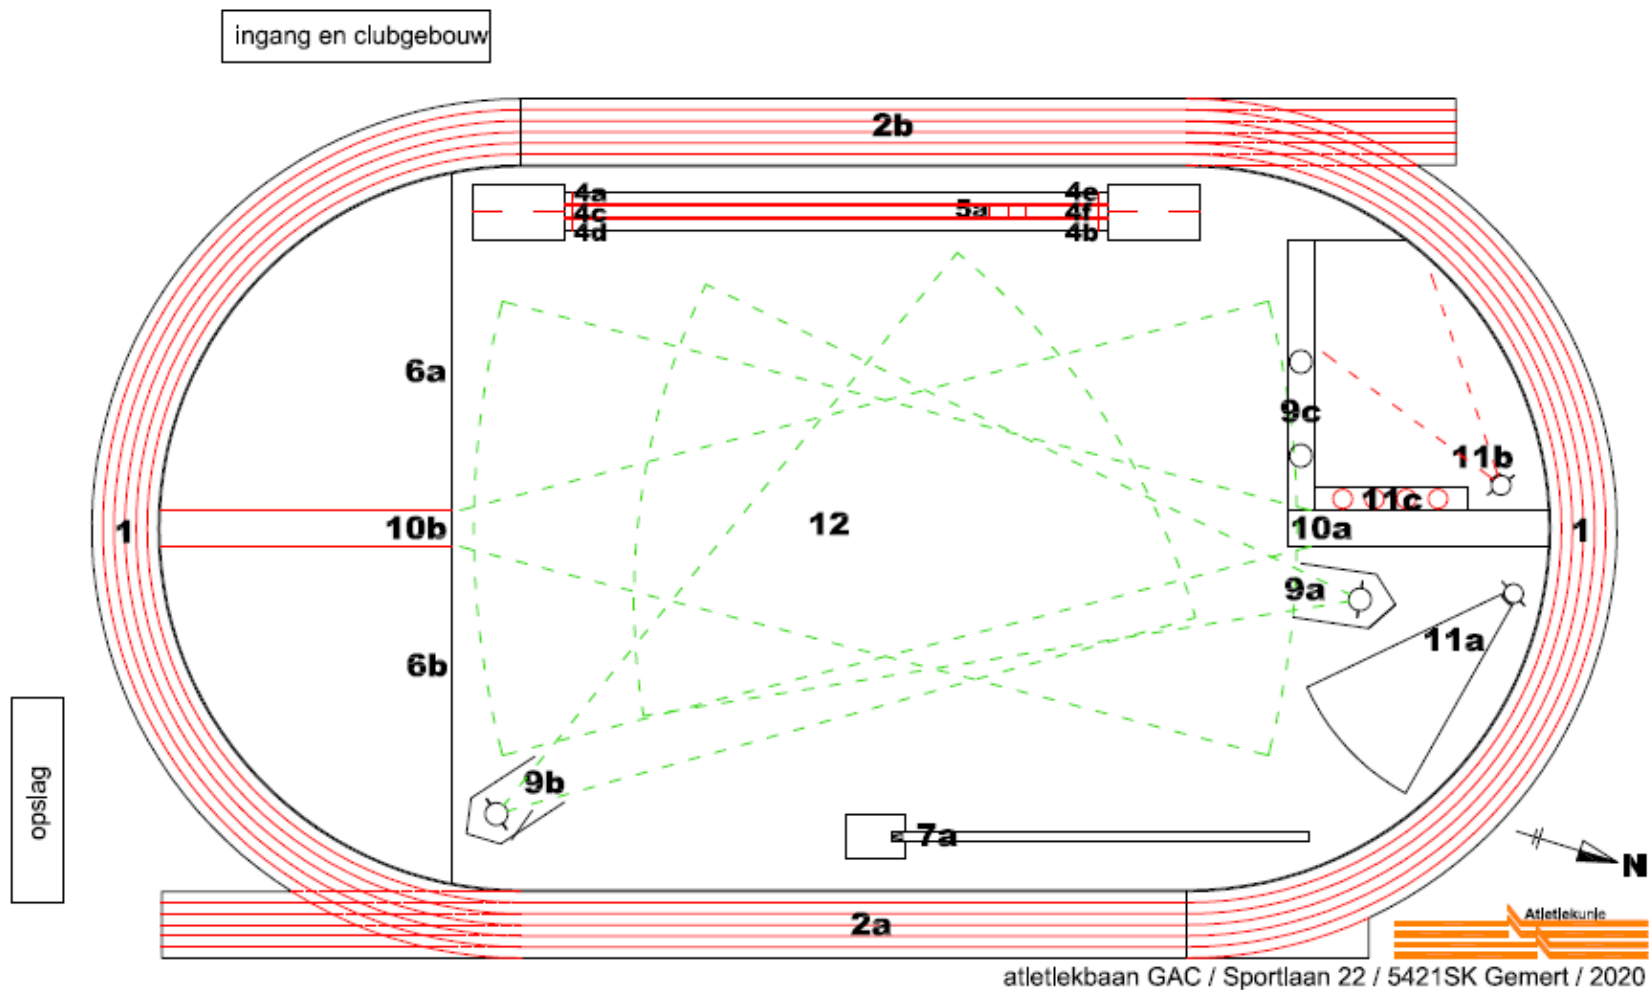 ingang en clubgebouw
2b
4a
4e
4c
5a
4f
4d
4b
6a
9c
11b
11c
1
10b
12
10a
1
9a
11a
6b
9b
opslag
7a
N
2a
Atletiekunie
atletiekbaan GAC / Sportlaan 22 / 5421SK Gemert / 2020